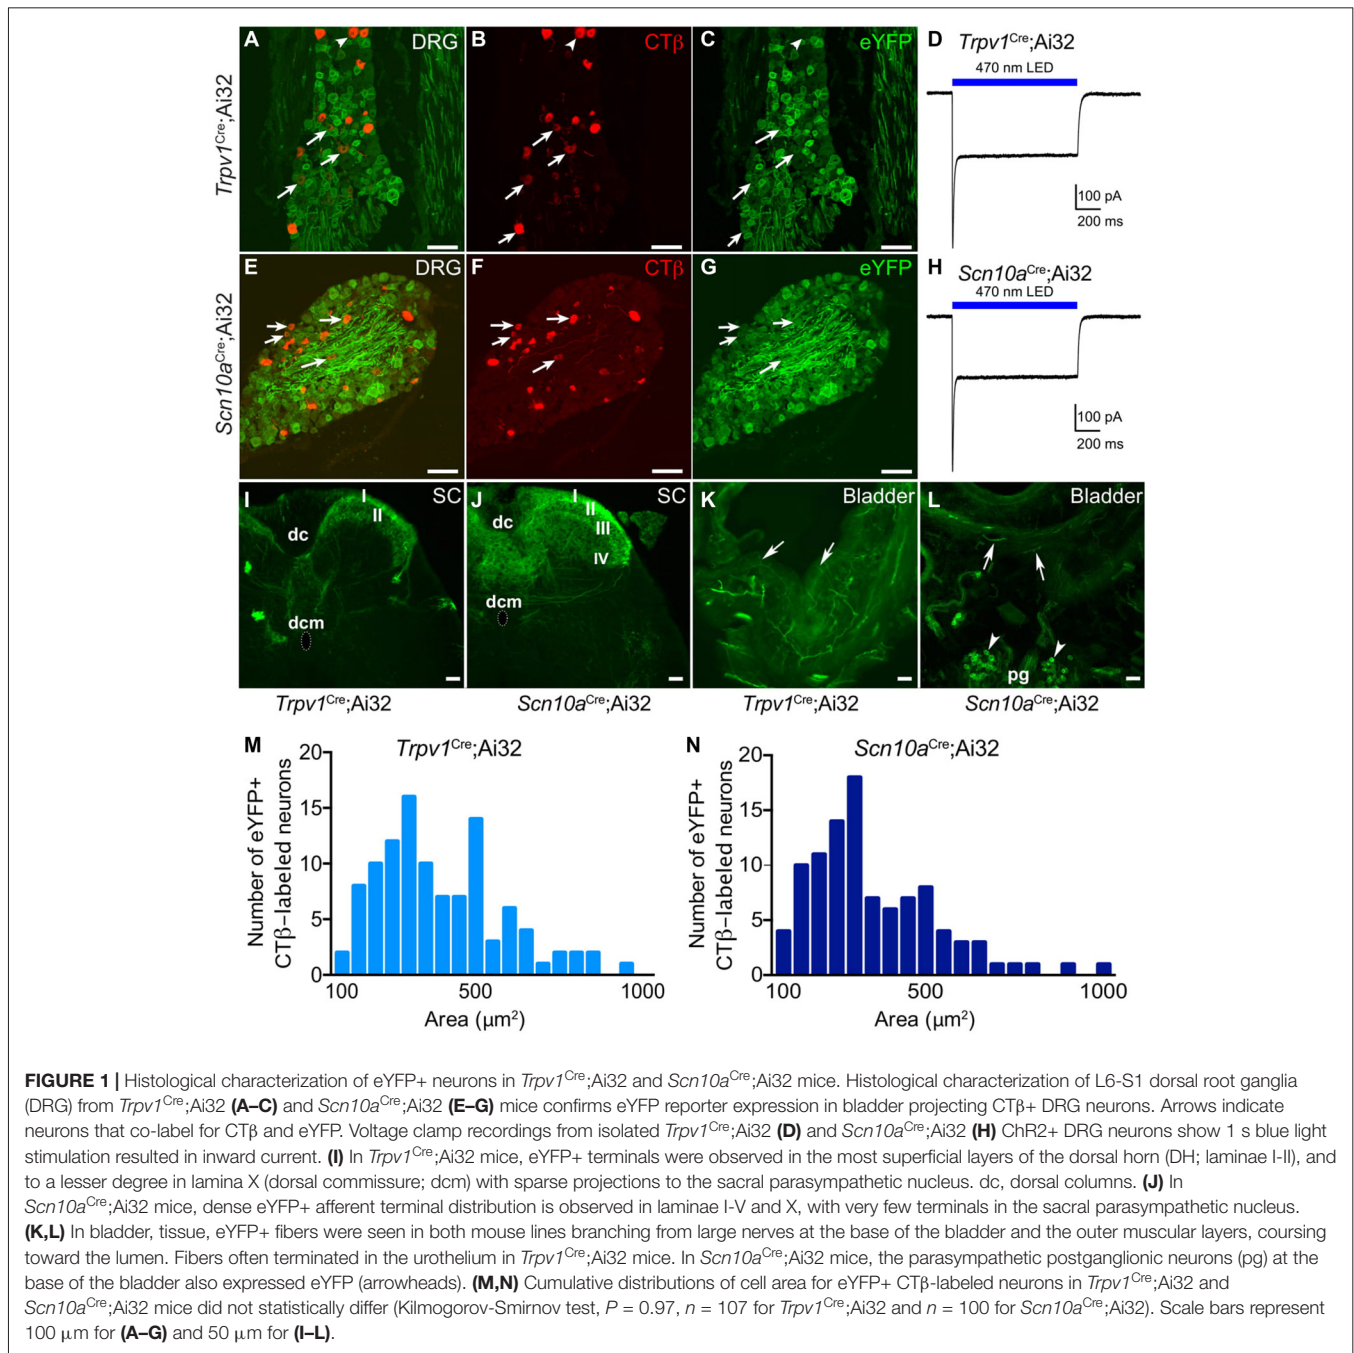 A
DRG
B
CTβ
C
eYFP
D
Trpv1Cre;Ai32
470 nm LED
100 pA
200 ms
Trpv1Cre;Ai32
E
DRG
F
CTβ
G
eYFP
H
Scn10aCre;Ai32
470 nm LED
100 pA
200 ms
Scn10aCre;Ai32
I
SC
I
II
dc
dcm
J
SC
I
II
III
IV
dc
dcm
K
Bladder
L
Bladder
pg
Trpv1Cre;Ai32
Scn10aCre;Ai32
Trpv1Cre;Ai32
Scn10aCre;Ai32
M
Trpv1Cre;Ai32
Number of eYFP+
CTβ–labeled neurons
20
15
10
5
0
100
500
1000
Area (μm²)
N
Scn10aCre;Ai32
Number of eYFP+
CTβ–labeled neurons
20
15
10
5
0
100
500
1000
Area (μm²)
FIGURE 1 | Histological characterization of eYFP+ neurons in Trpv1Cre;Ai32 and Scn10aCre;Ai32 mice. Histological characterization of L6-S1 dorsal root ganglia
(DRG) from Trpv1Cre;Ai32 (A–C) and Scn10aCre;Ai32 (E–G) mice confirms eYFP reporter expression in bladder projecting CTβ+ DRG neurons. Arrows indicate
neurons that co-label for CTβ and eYFP. Voltage clamp recordings from isolated Trpv1Cre;Ai32 (D) and Scn10aCre;Ai32 (H) ChR2+ DRG neurons show 1 s blue light
stimulation resulted in inward current. (I) In Trpv1Cre;Ai32 mice, eYFP+ terminals were observed in the most superficial layers of the dorsal horn (DH; laminae I-II), and
to a lesser degree in lamina X (dorsal commissure; dcm) with sparse projections to the sacral parasympathetic nucleus. dc, dorsal columns. (J) In
Scn10aCre;Ai32 mice, dense eYFP+ afferent terminal distribution is observed in laminae I-V and X, with very few terminals in the sacral parasympathetic nucleus.
(K,L) In bladder, tissue, eYFP+ fibers were seen in both mouse lines branching from large nerves at the base of the bladder and the outer muscular layers, coursing
toward the lumen. Fibers often terminated in the urothelium in Trpv1Cre;Ai32 mice. In Scn10aCre;Ai32 mice, the parasympathetic postganglionic neurons (pg) at the
base of the bladder also expressed eYFP (arrowheads). (M,N) Cumulative distributions of cell area for eYFP+ CTβ-labeled neurons in Trpv1Cre;Ai32 and
Scn10aCre;Ai32 mice did not statistically differ (Kilmogorov-Smirnov test, P = 0.97, n = 107 for Trpv1Cre;Ai32 and n = 100 for Scn10aCre;Ai32). Scale bars represent
100 μm for (A–G) and 50 μm for (I–L).